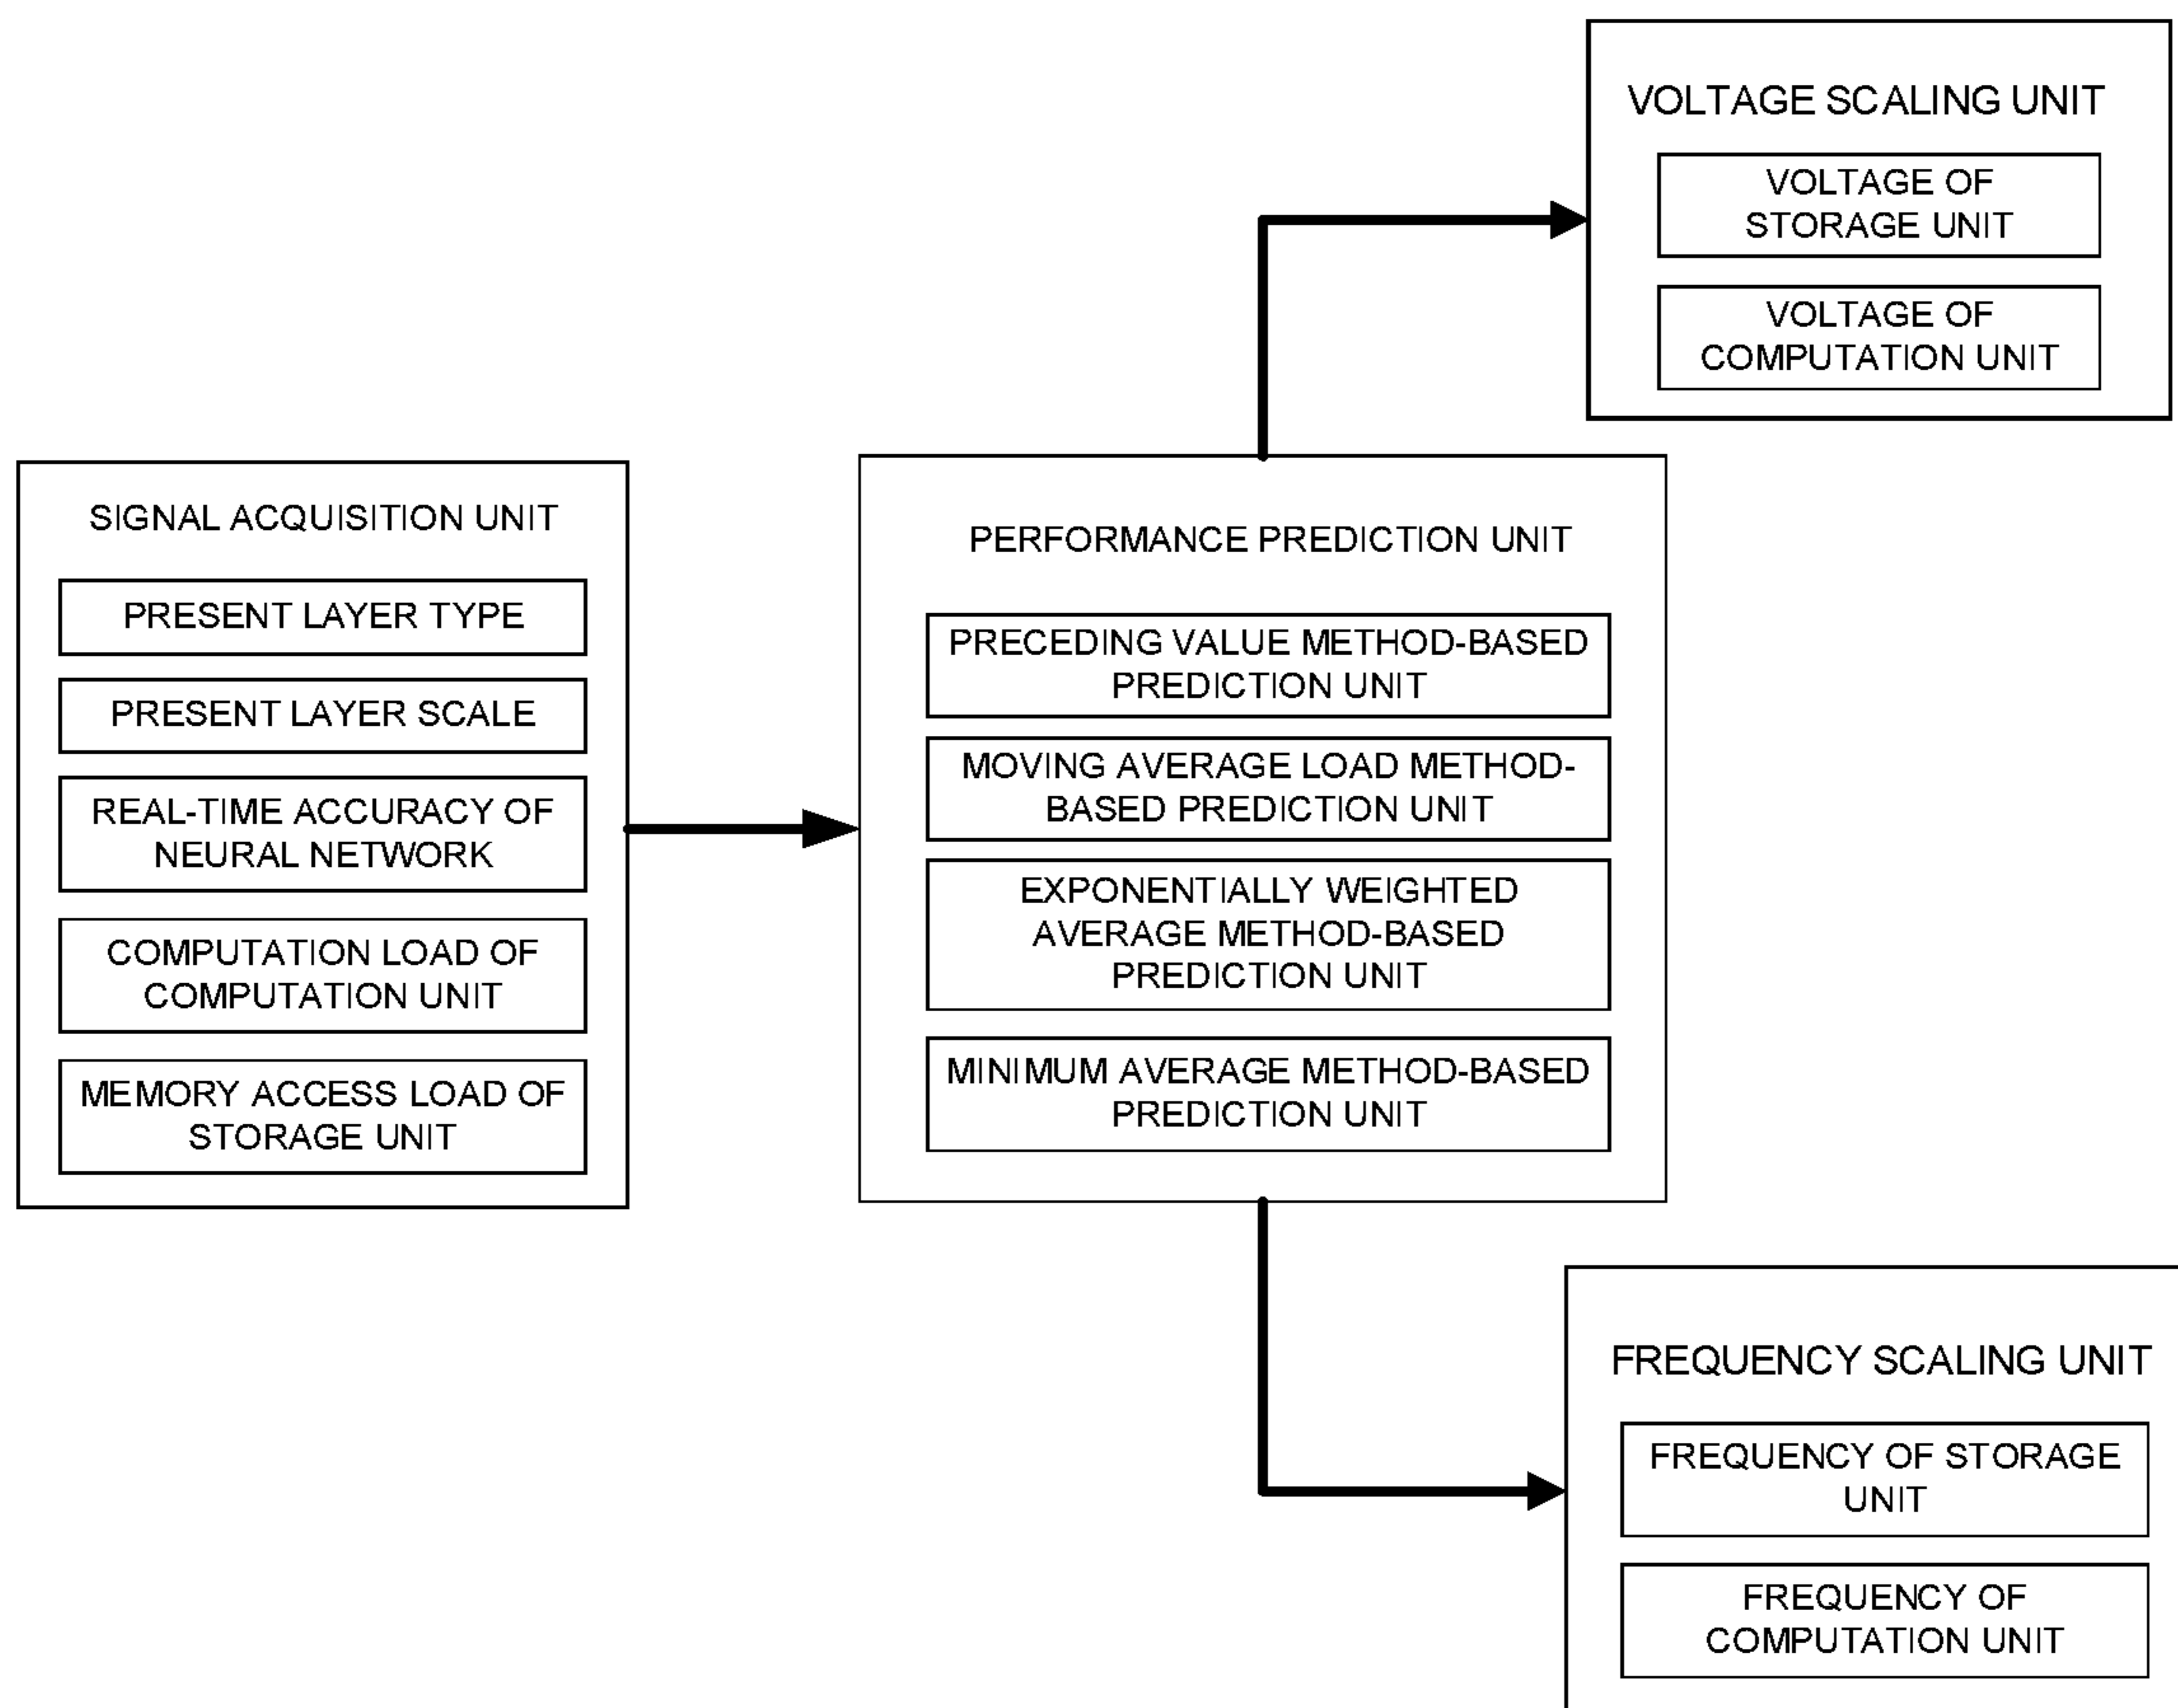 VOLTAGE SCALING UNIT
VOLTAGE OF
STORAGE UNIT
VOLTAGE OF
COMPUTATION UNIT
SIGNAL ACQUISITION UNIT
PRESENT LAYER TYPE
PRESENT LAYER SCALE
REAL-TIME ACCURACY OF
NEURAL NETWORK
COMPUTATION LOAD OF
COMPUTATION UNIT
MEMORY ACCESS LOAD OF
STORAGE UNIT
PERFORMANCE PREDICTION UNIT
PRECEDING VALUE METHOD-BASED
PREDICTION UNIT
MOVING AVERAGE LOAD METHOD-
BASED PREDICTION UNIT
EXPONENTIALLY WEIGHTED
AVERAGE METHOD-BASED
PREDICTION UNIT
MINIMUM AVERAGE METHOD-BASED
PREDICTION UNIT
FREQUENCY SCALING UNIT
FREQUENCY OF STORAGE
UNIT
FREQUENCY OF
COMPUTATION UNIT